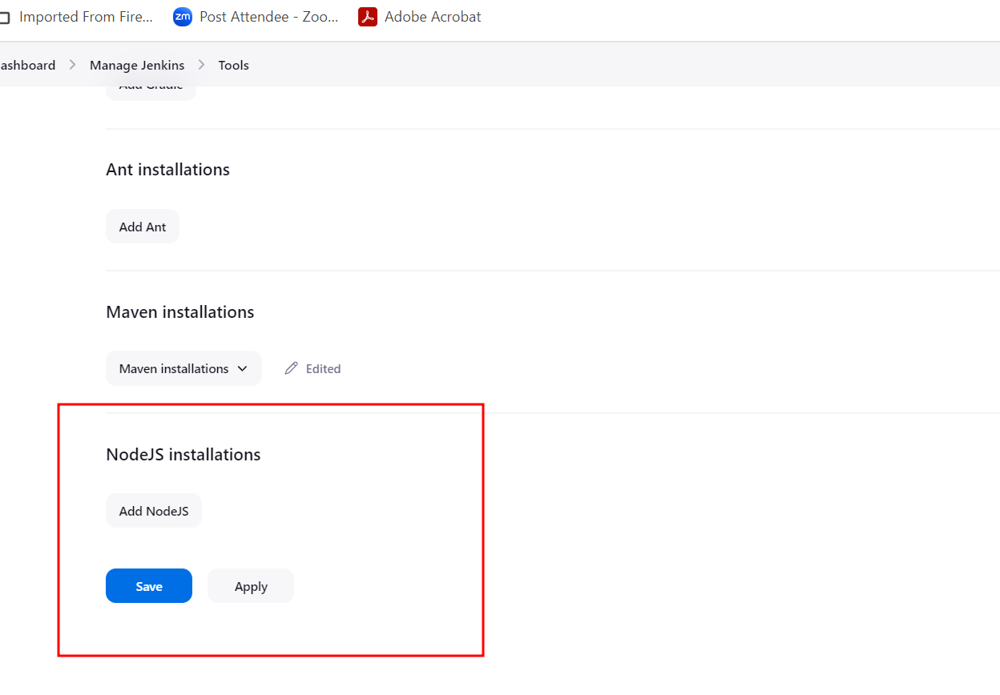 Imported From Fire... zm Post Attendee - Zoo... Adobe Acrobat
ashboard Manage Jenkins Tools
Add Gradle
Ant installations
Add Ant
Maven installations
Maven installations Edited
NodeJS installations
Add NodeJS
Save Apply